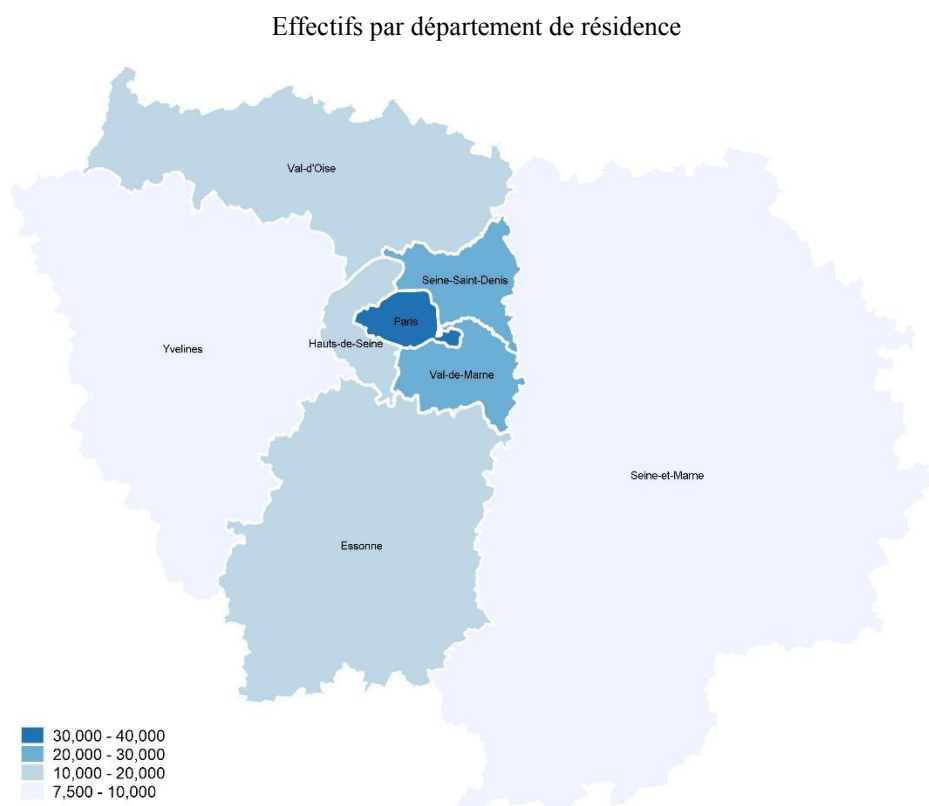 Effectifs par département de résidence
Val-d'Oise
Seine-Saint-Denis
Paris
Hauts-de-Seine
Yvelines
Val-de-Marne
Seine-et-Marne
Essonne
30,000 - 40,000
20,000 - 30,000
10,000 - 20,000
7,500 - 10,000